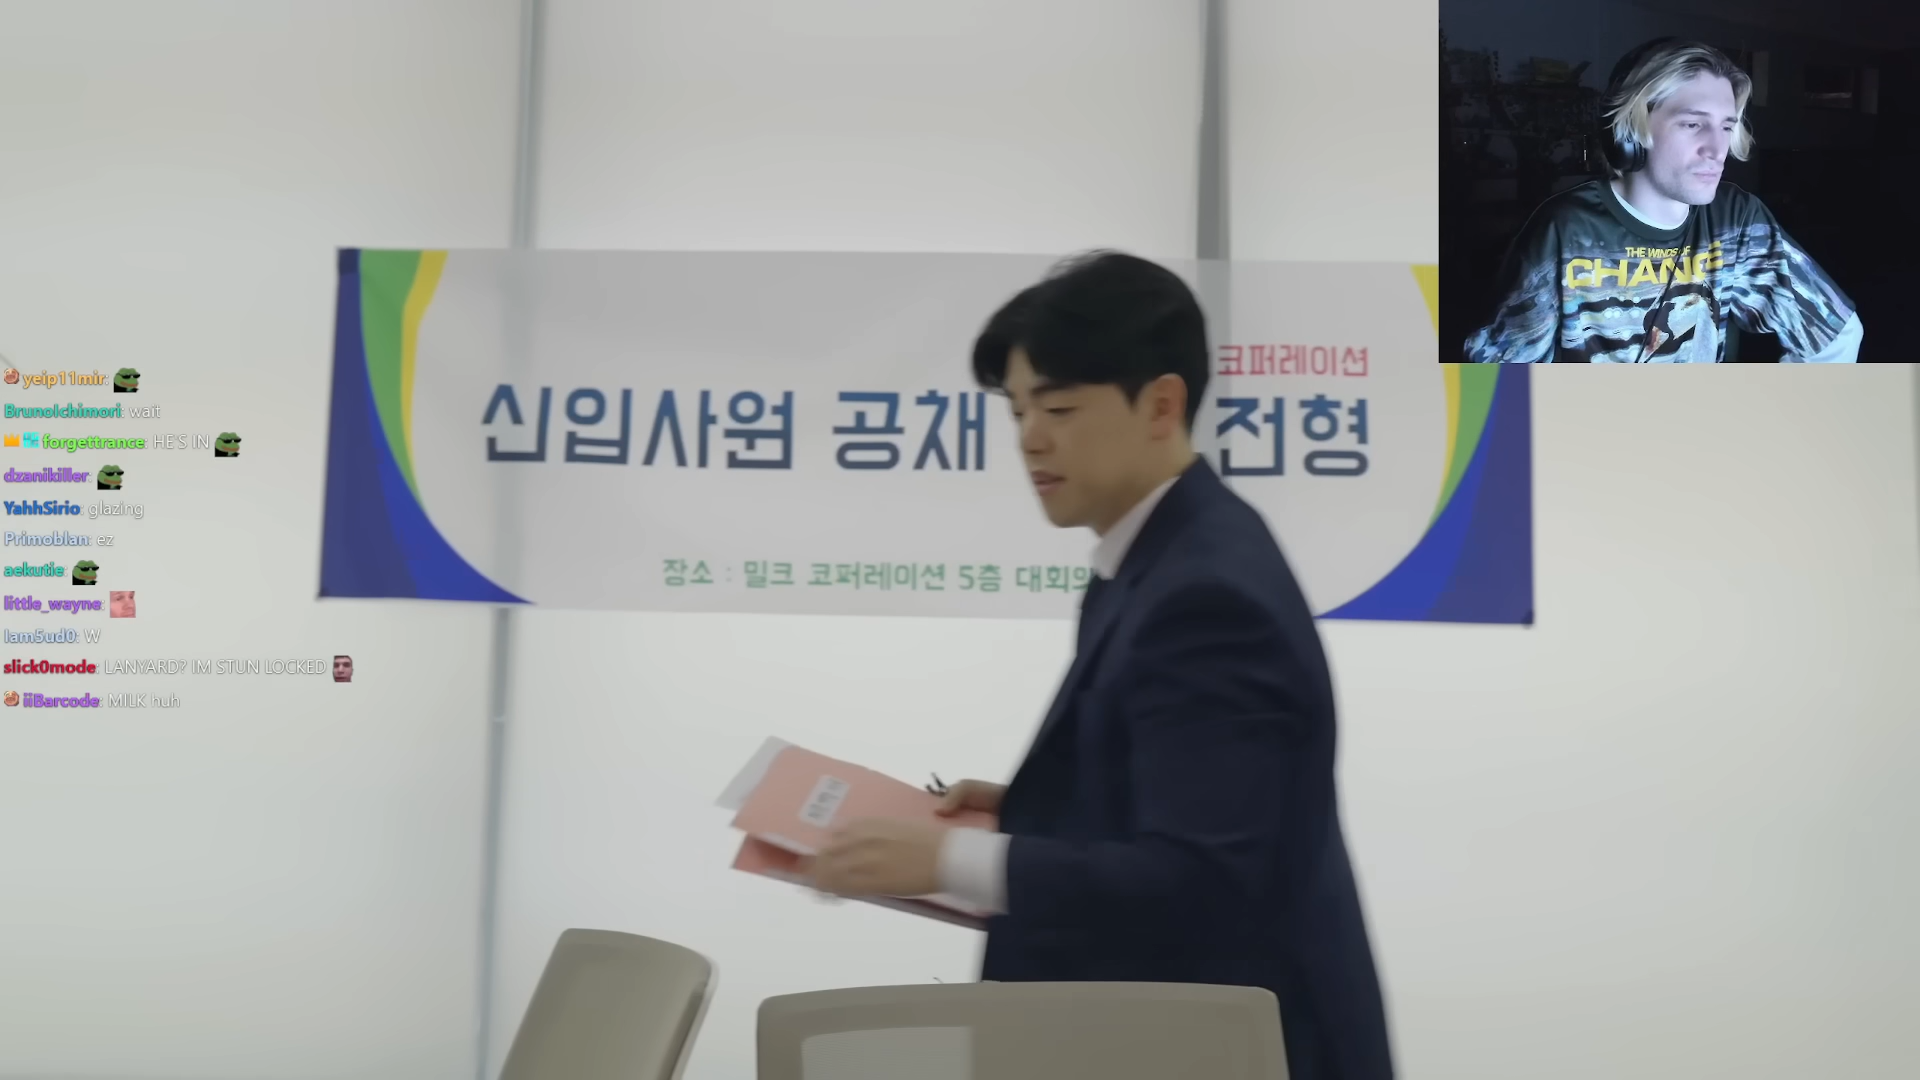 코퍼레이션
신입사원 공채 전형
장소 : 밀크 코퍼레이션 5층 대회의
THE WINDS OF
CHANGE
yeip11mir:
BrunoIchimori: wait
forgettrance: HE'S IN
dzanikiller:
YahhSirio: glazing
Primoblan: ez
aekutie:
little_wayne:
Iam5ud0: W
slick0mode: LANYARD? IM STUN LOCKED
iiBarcode: MILK huh